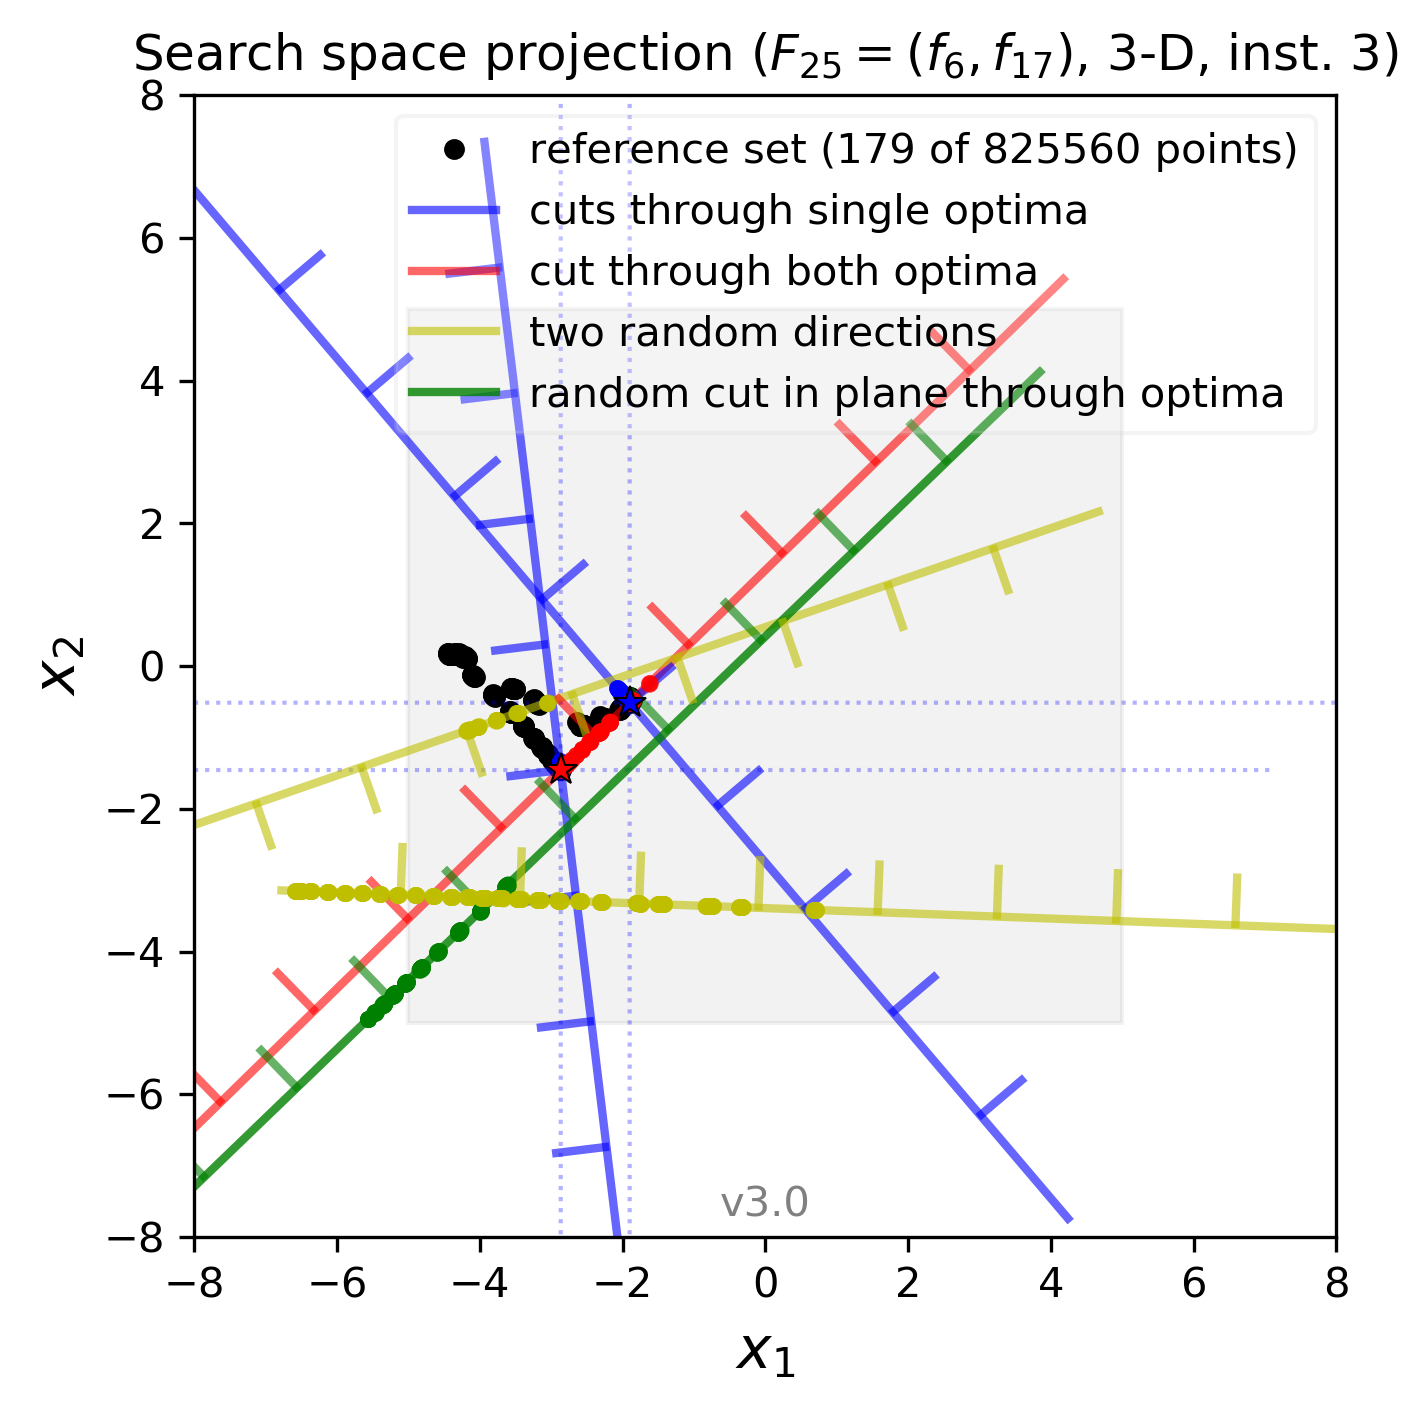 Search space projection (F₂₅ = (f₆, f₁₇), 3-D, inst. 3)
8
reference set (179 of 825560 points)
cuts through single optima
6
cut through both optima
two random directions
4
random cut in plane through optima
2
0
−2
−4
−6
−8
x₂
v3.0
−8 −6 −4 −2 0 2 4 6 8
x₁